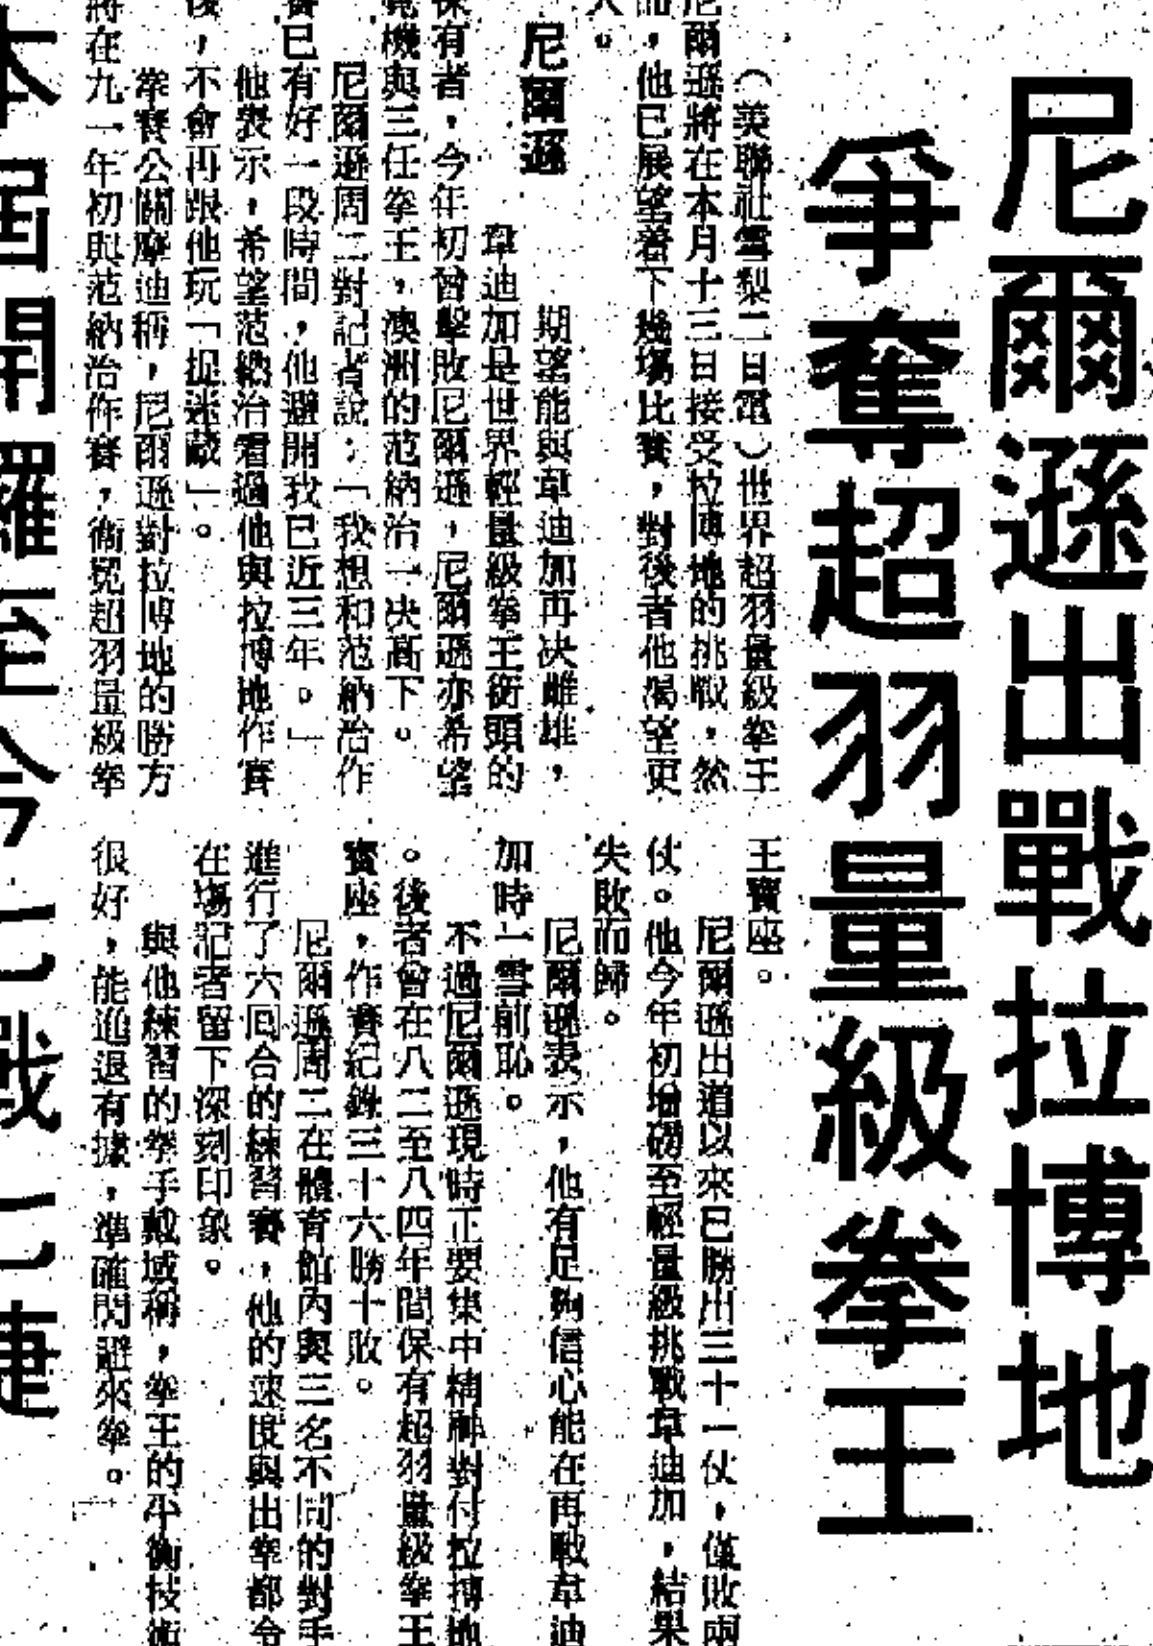 尼爾遜出戰拉博地
爭奪超羽量級拳王
（美聯社雪梨二日電）世界超羽量級拳王
尼爾遜將在本月十三日接受拉博地的挑戰，然
而，他已展望着下幾場比賽，對後者他渴望更
大。
尼爾遜
期望能與韋迪加再决雌雄，
韋迪加是世界輕量級拳王銜頭的
保有者，今年初曾擊敗尼爾遜，尼爾遜亦希望
覓機與三任拳王，澳洲的范納治一决高下。
尼爾遜周二對記者說：「我想和范納治作
賽已有好一段時間，他避開我已近三年。」
他表示，希望范納治看過他與拉博地作賽
後，不會再跟他玩「捉迷藏」。
拳賽公關摩迪稱，尼爾遜對拉博地的勝方
將在九一年初與范納治作賽，衛冕超羽量級拳
王寶座。
尼爾遜出道以來已勝出三十一仗，僅敗兩
仗。他今年初增磅至輕量級挑戰韋迪加，結果
失敗而歸。
尼爾遜表示，他有足夠信心能在再戰韋迪
加時一雪前恥。
不過尼爾遜現時正要集中精神對付拉博地
。後者曾在八二至八四年間保有超羽量級拳王
寶座，作賽紀錄三十六勝十敗。
尼爾遜周二在體育館內與三名不同的對手
進行了六回合的練習賽，他的速度與出拳都令
在場記者留下深刻印象。
與他練習的拳手戴域稱，拳王的平衡技術
很好，能進退有據，準確閃避來拳。
本屆開羅至今七戰七捷